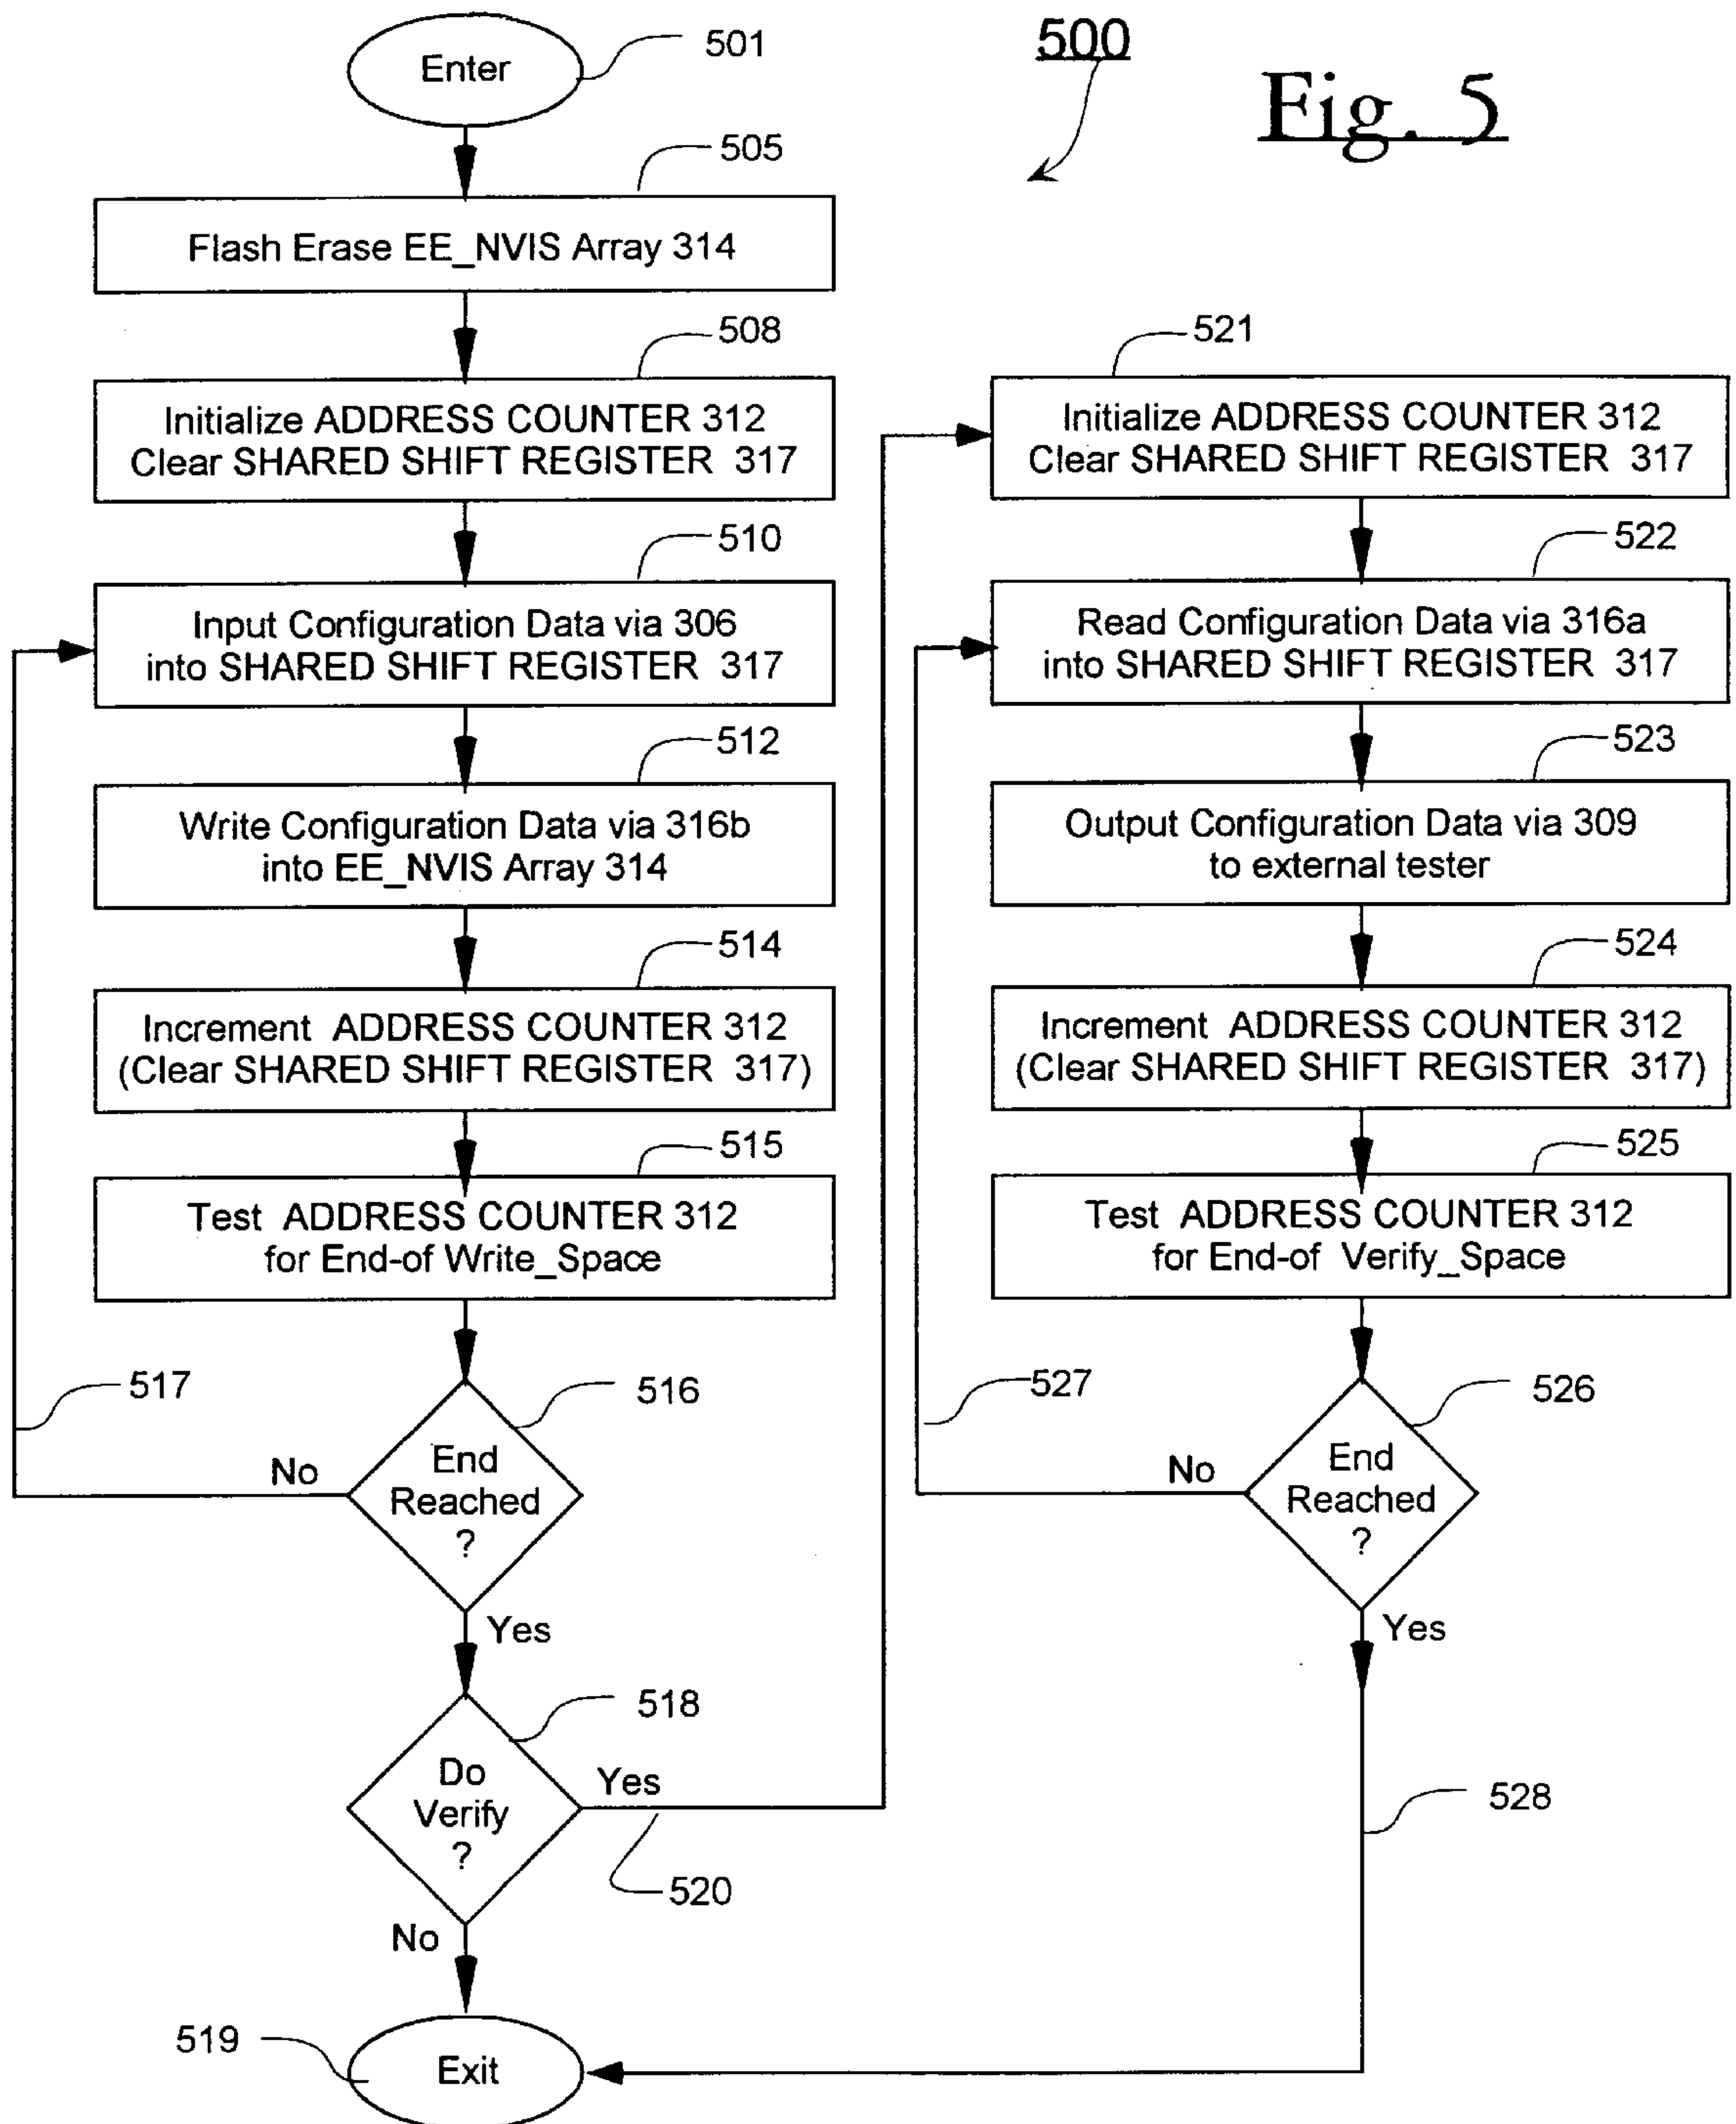 500
Fig. 5
501
Enter
505
Flash Erase EE_NVIS Array 314
508
Initialize ADDRESS COUNTER 312
Clear SHARED SHIFT REGISTER 317
510
Input Configuration Data via 306
into SHARED SHIFT REGISTER 317
512
Write Configuration Data via 316b
into EE_NVIS Array 314
514
Increment ADDRESS COUNTER 312
(Clear SHARED SHIFT REGISTER 317)
515
Test ADDRESS COUNTER 312
for End-of Write_Space
517
516
End
Reached
?
No
Yes
518
Do
Verify
?
Yes
520
No
519
Exit
521
Initialize ADDRESS COUNTER 312
Clear SHARED SHIFT REGISTER 317
522
Read Configuration Data via 316a
into SHARED SHIFT REGISTER 317
523
Output Configuration Data via 309
to external tester
524
Increment ADDRESS COUNTER 312
(Clear SHARED SHIFT REGISTER 317)
525
Test ADDRESS COUNTER 312
for End-of Verify_Space
527
526
End
Reached
?
No
Yes
528